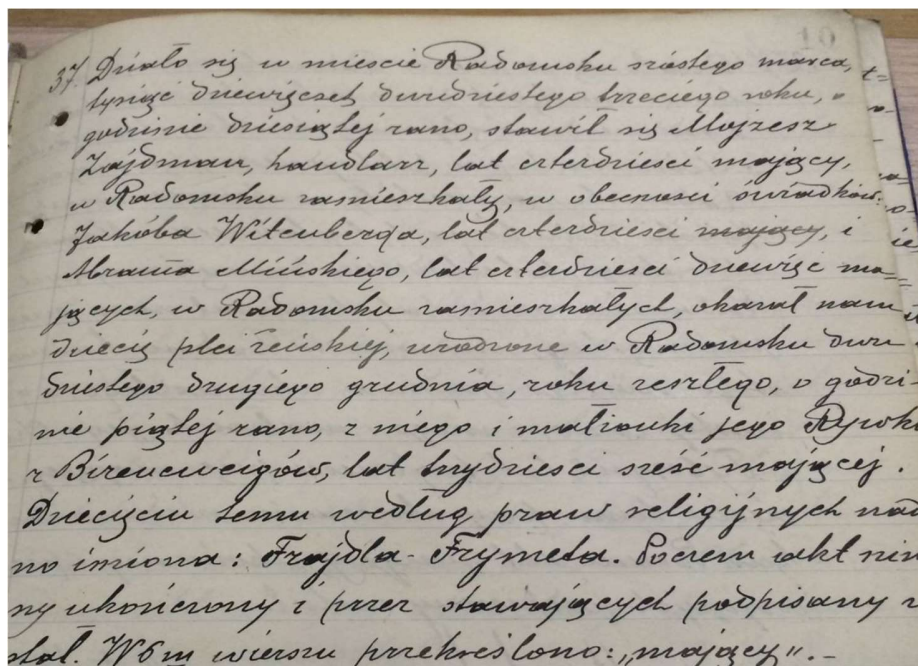 10
37. Działo się w mieście Radomsku szóstego marca,
tysiąc dziewięćset dwudziestego trzeciego roku, o
godzinie dziesiątej rano, stawił się Mojżesz
Zajdman, handlarz, lat czterdzieści mający,
w Radomsku zamieszkały, w obecności świadków:
Jakóba Witenberga, lat czterdzieści mający, i
Abrama Mińskiego, lat czterdzieści dziewięć ma=
jących, w Radomsku zamieszkałych, okazał nam
dziecię płci żeńskiej, urodzone w Radomsku dwu
dziestego drugiego grudnia, roku zeszłego, o godzi=
nie piątej rano, z niego i małżonki jego Rywk
z Birencweigów, lat trzydzieści sześć mającej.
Dziecięciu temu według praw religijnych nad
no imiona: Frajdla-Frymeta. Poczem akt nin
ny ukończony i przez stawających podpisany z
stał. W 6m wierszu przekreślono: „mający“.-